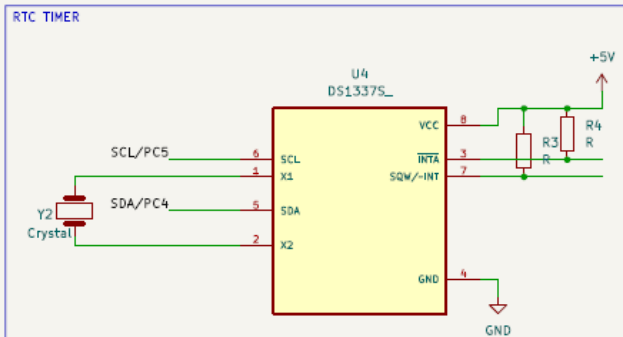 RTC TIMER
+5V
U4
DS1337S_
VCC
8
R3
R
R4
R
SCL/PC5
6
SCL
INTA
3
1
X1
SQW/~INT
7
SDA/PC4
5
SDA
Y2
Crystal
2
X2
GND
4
GND